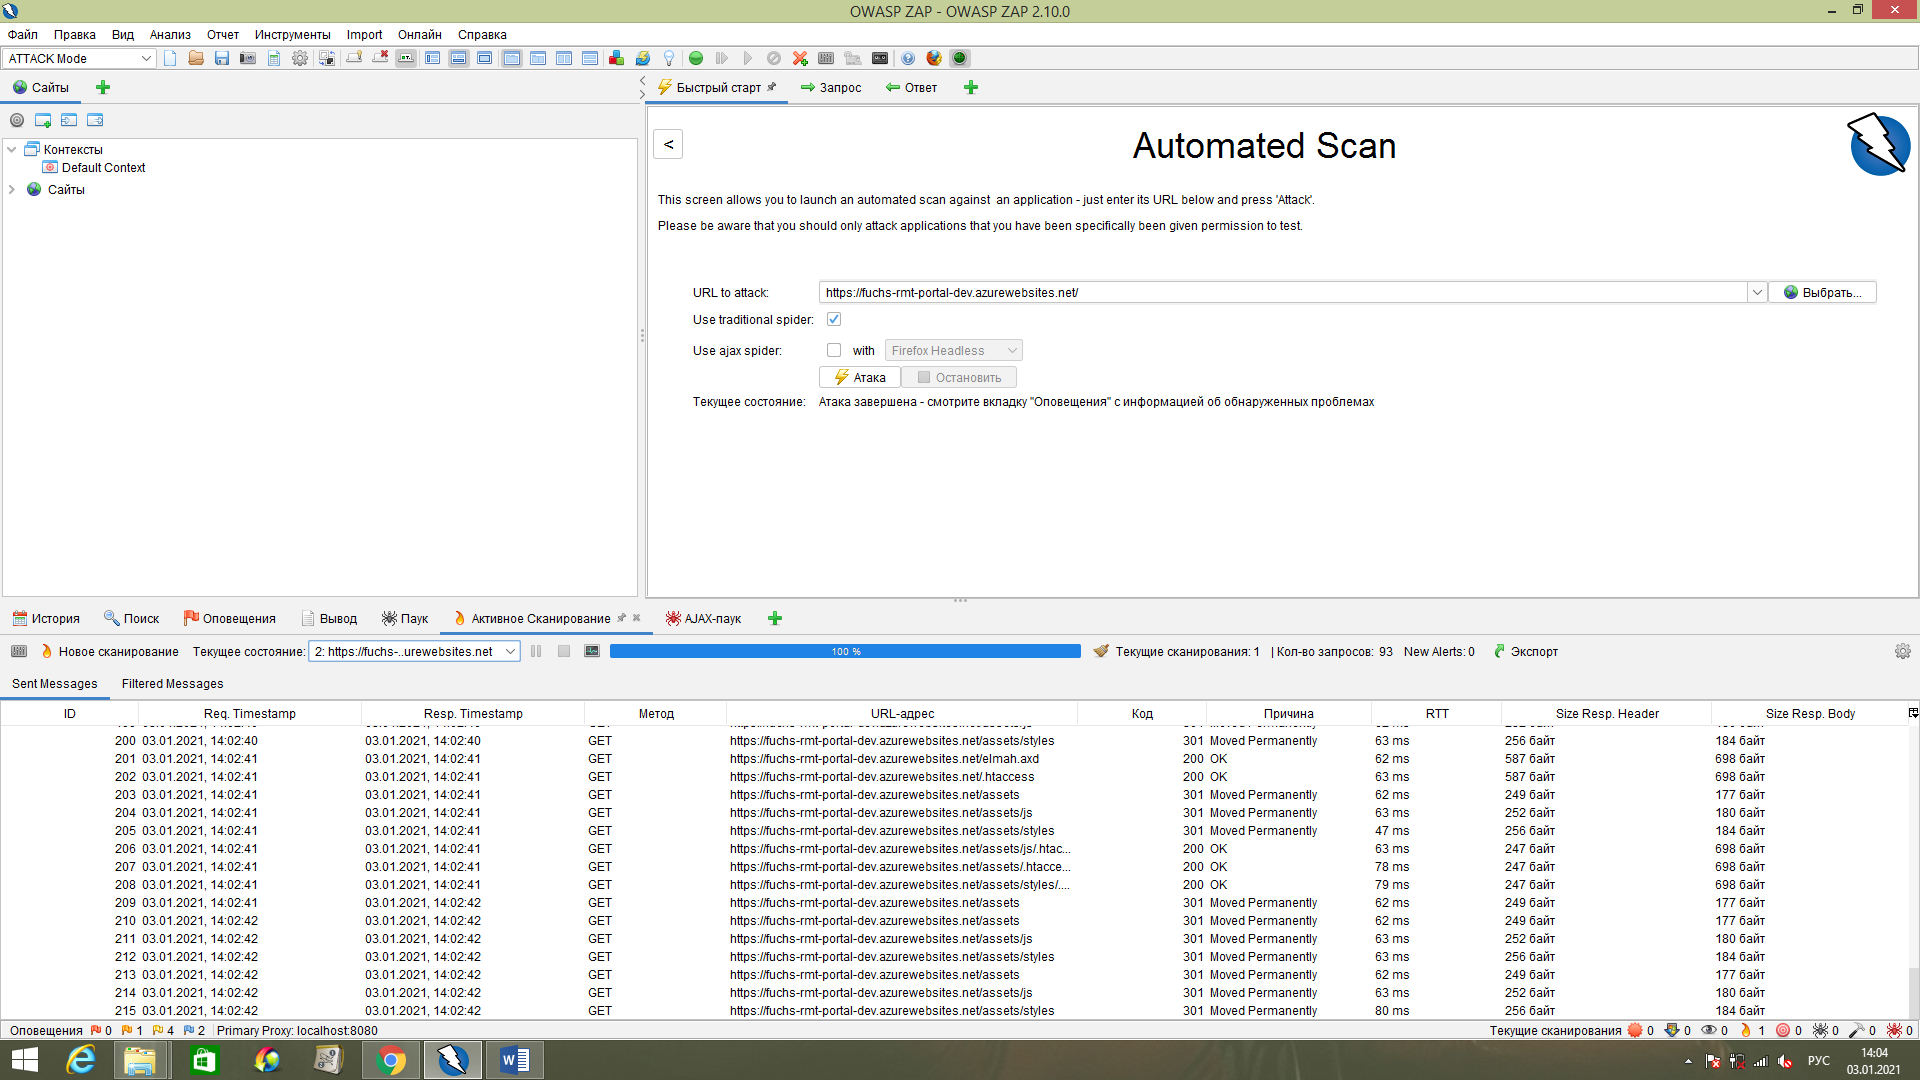 OWASP ZAP - OWASP ZAP 2.10.0
Файл Правка Вид Анализ Отчет Инструменты Import Онлайн Справка
ATTACK Mode
Сайты
Быстрый старт Запрос Ответ
Контексты
Default Context
Сайты
<
Automated Scan
This screen allows you to launch an automated scan against an application - just enter its URL below and press 'Attack'.
Please be aware that you should only attack applications that you have been specifically been given permission to test.
URL to attack: https://fuchs-rmt-portal-dev.azurewebsites.net/ Выбрать...
Use traditional spider:
Use ajax spider: with Firefox Headless
Атака Остановить
Текущее состояние: Атака завершена - смотрите вкладку "Оповещения" с информацией об обнаруженных проблемах
История Поиск Оповещения Вывод Паук Активное Сканирование AJAX-паук
Новое сканирование Текущее состояние: 2: https://fuchs-..urewebsites.net 100 % Текущие сканирования: 1 | Кол-во запросов: 93 New Alerts: 0 Экспорт
Sent Messages Filtered Messages
ID Req. Timestamp Resp. Timestamp Метод URL-адрес Код Причина RTT Size Resp. Header Size Resp. Body
200 03.01.2021, 14:02:40 03.01.2021, 14:02:40 GET https://fuchs-rmt-portal-dev.azurewebsites.net/assets/styles 301 Moved Permanently 63 ms 256 байт 184 байт
201 03.01.2021, 14:02:41 03.01.2021, 14:02:41 GET https://fuchs-rmt-portal-dev.azurewebsites.net/elmah.axd 200 OK 62 ms 587 байт 698 байт
202 03.01.2021, 14:02:41 03.01.2021, 14:02:41 GET https://fuchs-rmt-portal-dev.azurewebsites.net/.htaccess 200 OK 63 ms 587 байт 698 байт
203 03.01.2021, 14:02:41 03.01.2021, 14:02:41 GET https://fuchs-rmt-portal-dev.azurewebsites.net/assets 301 Moved Permanently 62 ms 249 байт 177 байт
204 03.01.2021, 14:02:41 03.01.2021, 14:02:41 GET https://fuchs-rmt-portal-dev.azurewebsites.net/assets/js 301 Moved Permanently 63 ms 252 байт 180 байт
205 03.01.2021, 14:02:41 03.01.2021, 14:02:41 GET https://fuchs-rmt-portal-dev.azurewebsites.net/assets/styles 301 Moved Permanently 47 ms 256 байт 184 байт
206 03.01.2021, 14:02:41 03.01.2021, 14:02:41 GET https://fuchs-rmt-portal-dev.azurewebsites.net/assets/js/.htac... 200 OK 63 ms 247 байт 698 байт
207 03.01.2021, 14:02:41 03.01.2021, 14:02:41 GET https://fuchs-rmt-portal-dev.azurewebsites.net/assets/.htacce... 200 OK 78 ms 247 байт 698 байт
208 03.01.2021, 14:02:41 03.01.2021, 14:02:41 GET https://fuchs-rmt-portal-dev.azurewebsites.net/assets/styles/.... 200 OK 79 ms 247 байт 698 байт
209 03.01.2021, 14:02:41 03.01.2021, 14:02:42 GET https://fuchs-rmt-portal-dev.azurewebsites.net/assets 301 Moved Permanently 62 ms 249 байт 177 байт
210 03.01.2021, 14:02:42 03.01.2021, 14:02:42 GET https://fuchs-rmt-portal-dev.azurewebsites.net/assets 301 Moved Permanently 62 ms 249 байт 177 байт
211 03.01.2021, 14:02:42 03.01.2021, 14:02:42 GET https://fuchs-rmt-portal-dev.azurewebsites.net/assets/js 301 Moved Permanently 63 ms 252 байт 180 байт
212 03.01.2021, 14:02:42 03.01.2021, 14:02:42 GET https://fuchs-rmt-portal-dev.azurewebsites.net/assets/styles 301 Moved Permanently 63 ms 256 байт 184 байт
213 03.01.2021, 14:02:42 03.01.2021, 14:02:42 GET https://fuchs-rmt-portal-dev.azurewebsites.net/assets 301 Moved Permanently 62 ms 249 байт 177 байт
214 03.01.2021, 14:02:42 03.01.2021, 14:02:42 GET https://fuchs-rmt-portal-dev.azurewebsites.net/assets/js 301 Moved Permanently 63 ms 252 байт 180 байт
215 03.01.2021, 14:02:42 03.01.2021, 14:02:42 GET https://fuchs-rmt-portal-dev.azurewebsites.net/assets/styles 301 Moved Permanently 80 ms 256 байт 184 байт
Оповещения 0 1 4 2 Primary Proxy: localhost:8080 Текущие сканирования 0 0 0 1 0 0 0 0
РУС 14:04
03.01.2021